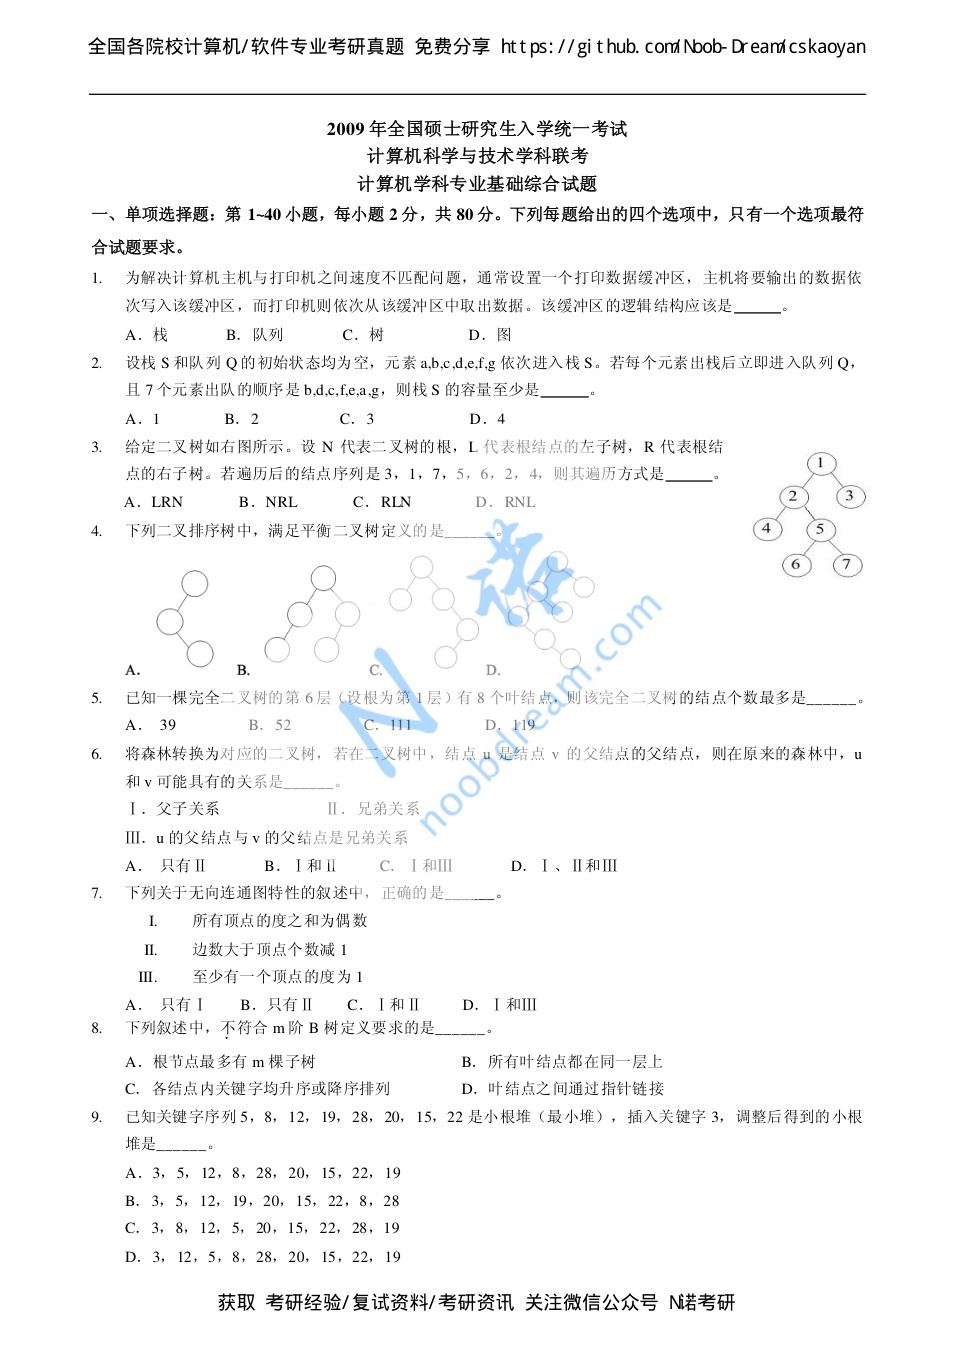 全国各院校计算机/软件专业考研真题 免费分享 https://github.com/Noob-Dream/cskaoyan
2009 年全国硕士研究生入学统一考试
计算机科学与技术学科联考
计算机学科专业基础综合试题
一、单项选择题：第 1~40 小题，每小题 2 分，共 80 分。下列每题给出的四个选项中，只有一个选项最符
合试题要求。
1. 为解决计算机主机与打印机之间速度不匹配问题，通常设置一个打印数据缓冲区，主机将要输出的数据依
次写入该缓冲区，而打印机则依次从该缓冲区中取出数据。该缓冲区的逻辑结构应该是______。
A．栈 B．队列 C．树 D．图
2. 设栈 S 和队列 Q 的初始状态均为空，元素 a,b,c,d,e,f,g 依次进入栈 S。若每个元素出栈后立即进入队列 Q，
且 7 个元素出队的顺序是 b,d,c,f,e,a,g，则栈 S 的容量至少是______。
A．1 B．2 C．3 D．4
3. 给定二叉树如右图所示。设 N 代表二叉树的根，L 代表根结点的左子树，R 代表根结
点的右子树。若遍历后的结点序列是 3，1，7，5，6，2，4，则其遍历方式是______。
A．LRN B．NRL C．RLN D．RNL
1
2 3
4 5
6 7
4. 下列二叉排序树中，满足平衡二叉树定义的是______。
A. B. C. D.
5. 已知一棵完全二叉树的第 6 层（设根为第 1 层）有 8 个叶结点，则该完全二叉树的结点个数最多是______。
A． 39 B．52 C．111 D．119
6. 将森林转换为对应的二叉树，若在二叉树中，结点 u 是结点 v 的父结点的父结点，则在原来的森林中，u
和 v 可能具有的关系是______。
Ⅰ．父子关系 Ⅱ．兄弟关系
Ⅲ．u 的父结点与 v 的父结点是兄弟关系
A． 只有Ⅱ B．Ⅰ和Ⅱ C．Ⅰ和Ⅲ D．Ⅰ、Ⅱ和Ⅲ
7. 下列关于无向连通图特性的叙述中，正确的是______。
I. 所有顶点的度之和为偶数
II. 边数大于顶点个数减 1
III. 至少有一个顶点的度为 1
A． 只有Ⅰ B．只有Ⅱ C．Ⅰ和Ⅱ D．Ⅰ和Ⅲ
8. 下列叙述中，不符合 m 阶 B 树定义要求的是______。
A．根节点最多有 m 棵子树 B．所有叶结点都在同一层上
C．各结点内关键字均升序或降序排列 D．叶结点之间通过指针链接
9. 已知关键字序列 5，8，12，19，28，20，15，22 是小根堆（最小堆），插入关键字 3，调整后得到的小根
堆是______。
A．3，5，12，8，28，20，15，22，19
B．3，5，12，19，20，15，22，8，28
C．3，8，12，5，20，15，22，28，19
D．3，12，5，8，28，20，15，22，19
N诺
noobdream.com
获取 考研经验/复试资料/考研资讯 关注微信公众号 N诺考研